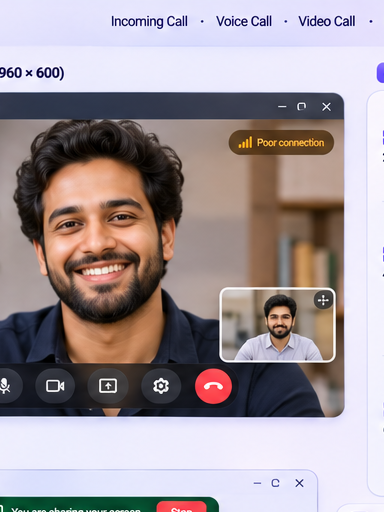 Incoming Call · Voice Call · Video Call ·
960 × 600)
Poor connection
You are sharing your screen
Stop